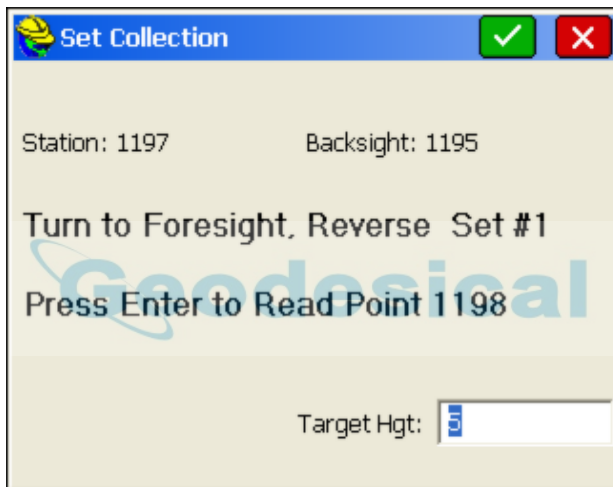 Set Collection
Station: 1197 Backsight: 1195
Turn to Foresight, Reverse Set #1
Geodesical
Press Enter to Read Point 1198
Target Hgt: 5